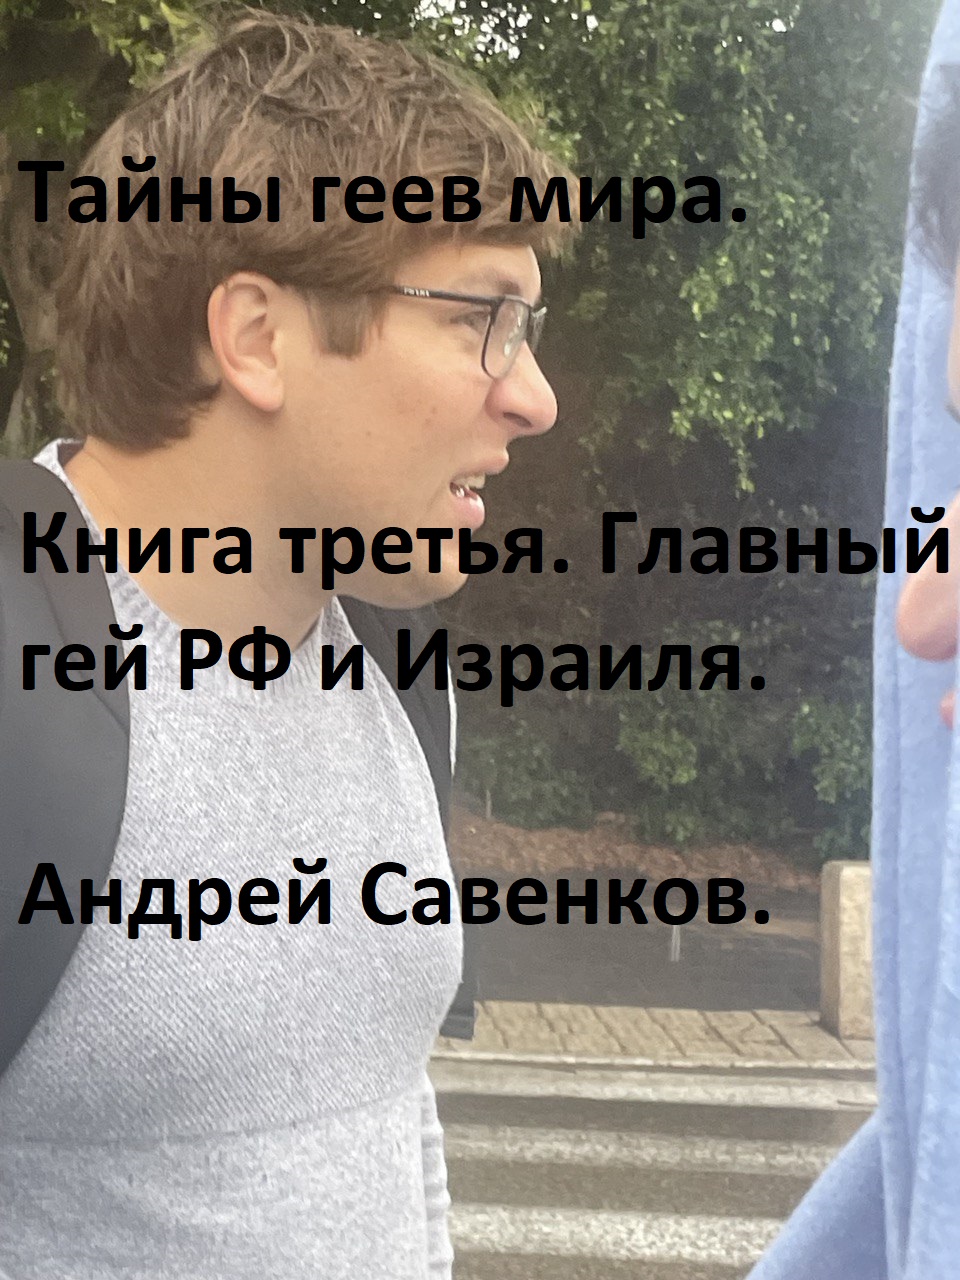 Тайны геев мира.
Книга третья. Главный
гей РФ и Израиля.
Андрей Савенков.